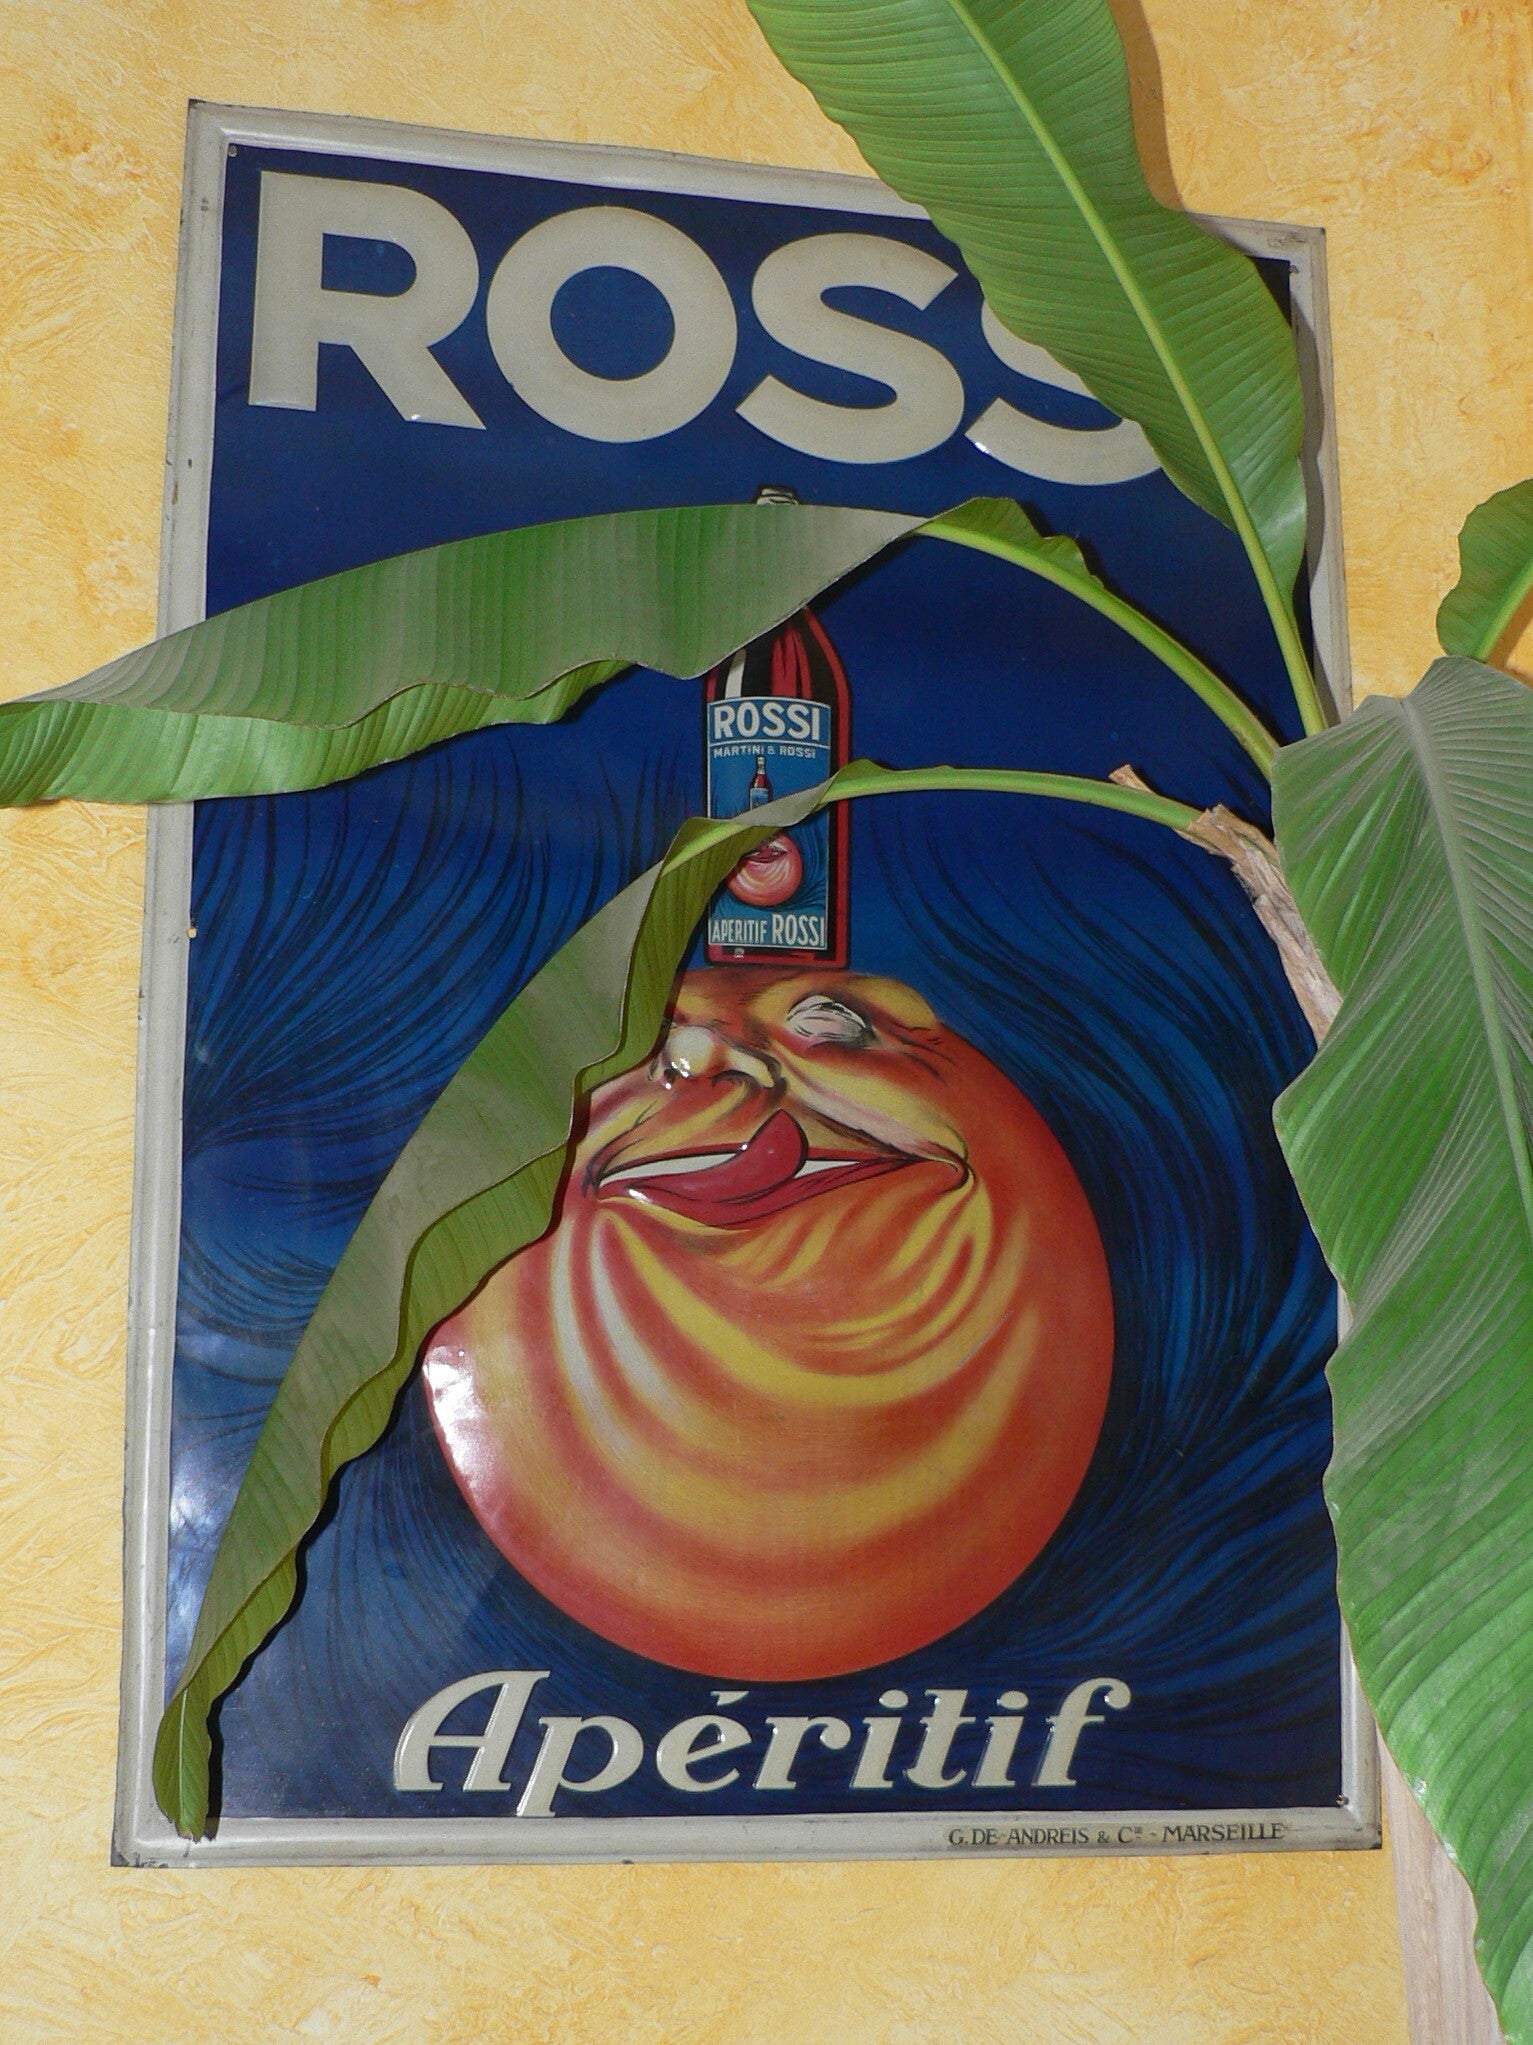 ROSS
ROSSI
MARTINI & ROSSI
APERITIF ROSSI
Apéritif
G. DE ANDREIS & Cie - MARSEILLE